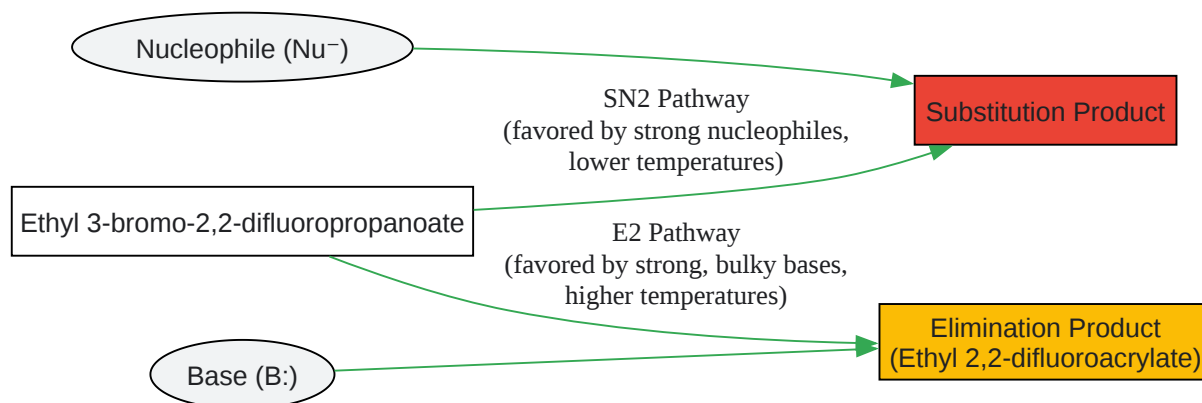 Nucleophile (Nu⁻)
SN2 Pathway
(favored by strong nucleophiles,
lower temperatures)
Substitution Product
Ethyl 3-bromo-2,2-difluoropropanoate
E2 Pathway
(favored by strong, bulky bases,
higher temperatures)
Elimination Product
(Ethyl 2,2-difluoroacrylate)
Base (B:)